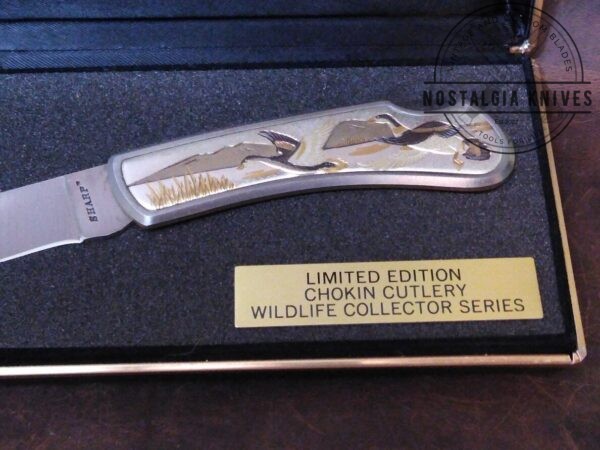 NOSTALGIA KNIVES
SHARP
LIMITED EDITION
CHOKIN CUTLERY
WILDLIFE COLLECTOR SERIES